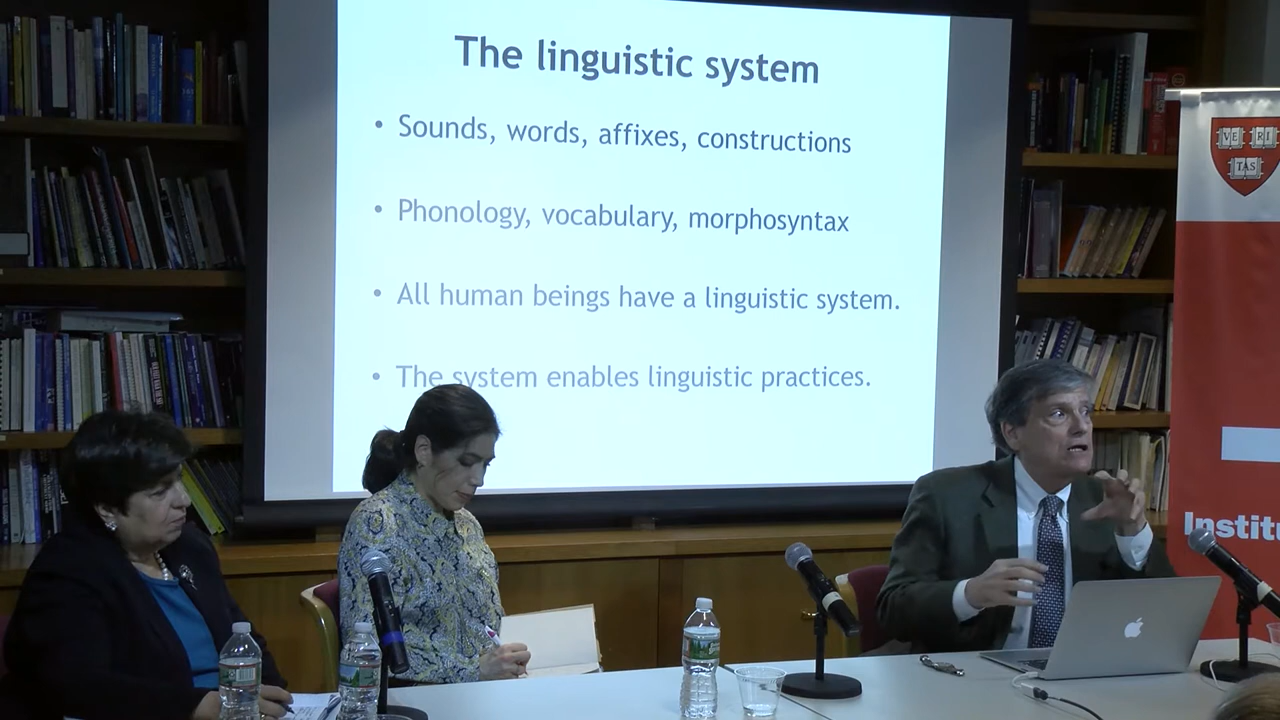 The linguistic system
• Sounds, words, affixes, constructions
• Phonology, vocabulary, morphosyntax
• All human beings have a linguistic system.
• The system enables linguistic practices.
VE RI
TAS
Institu